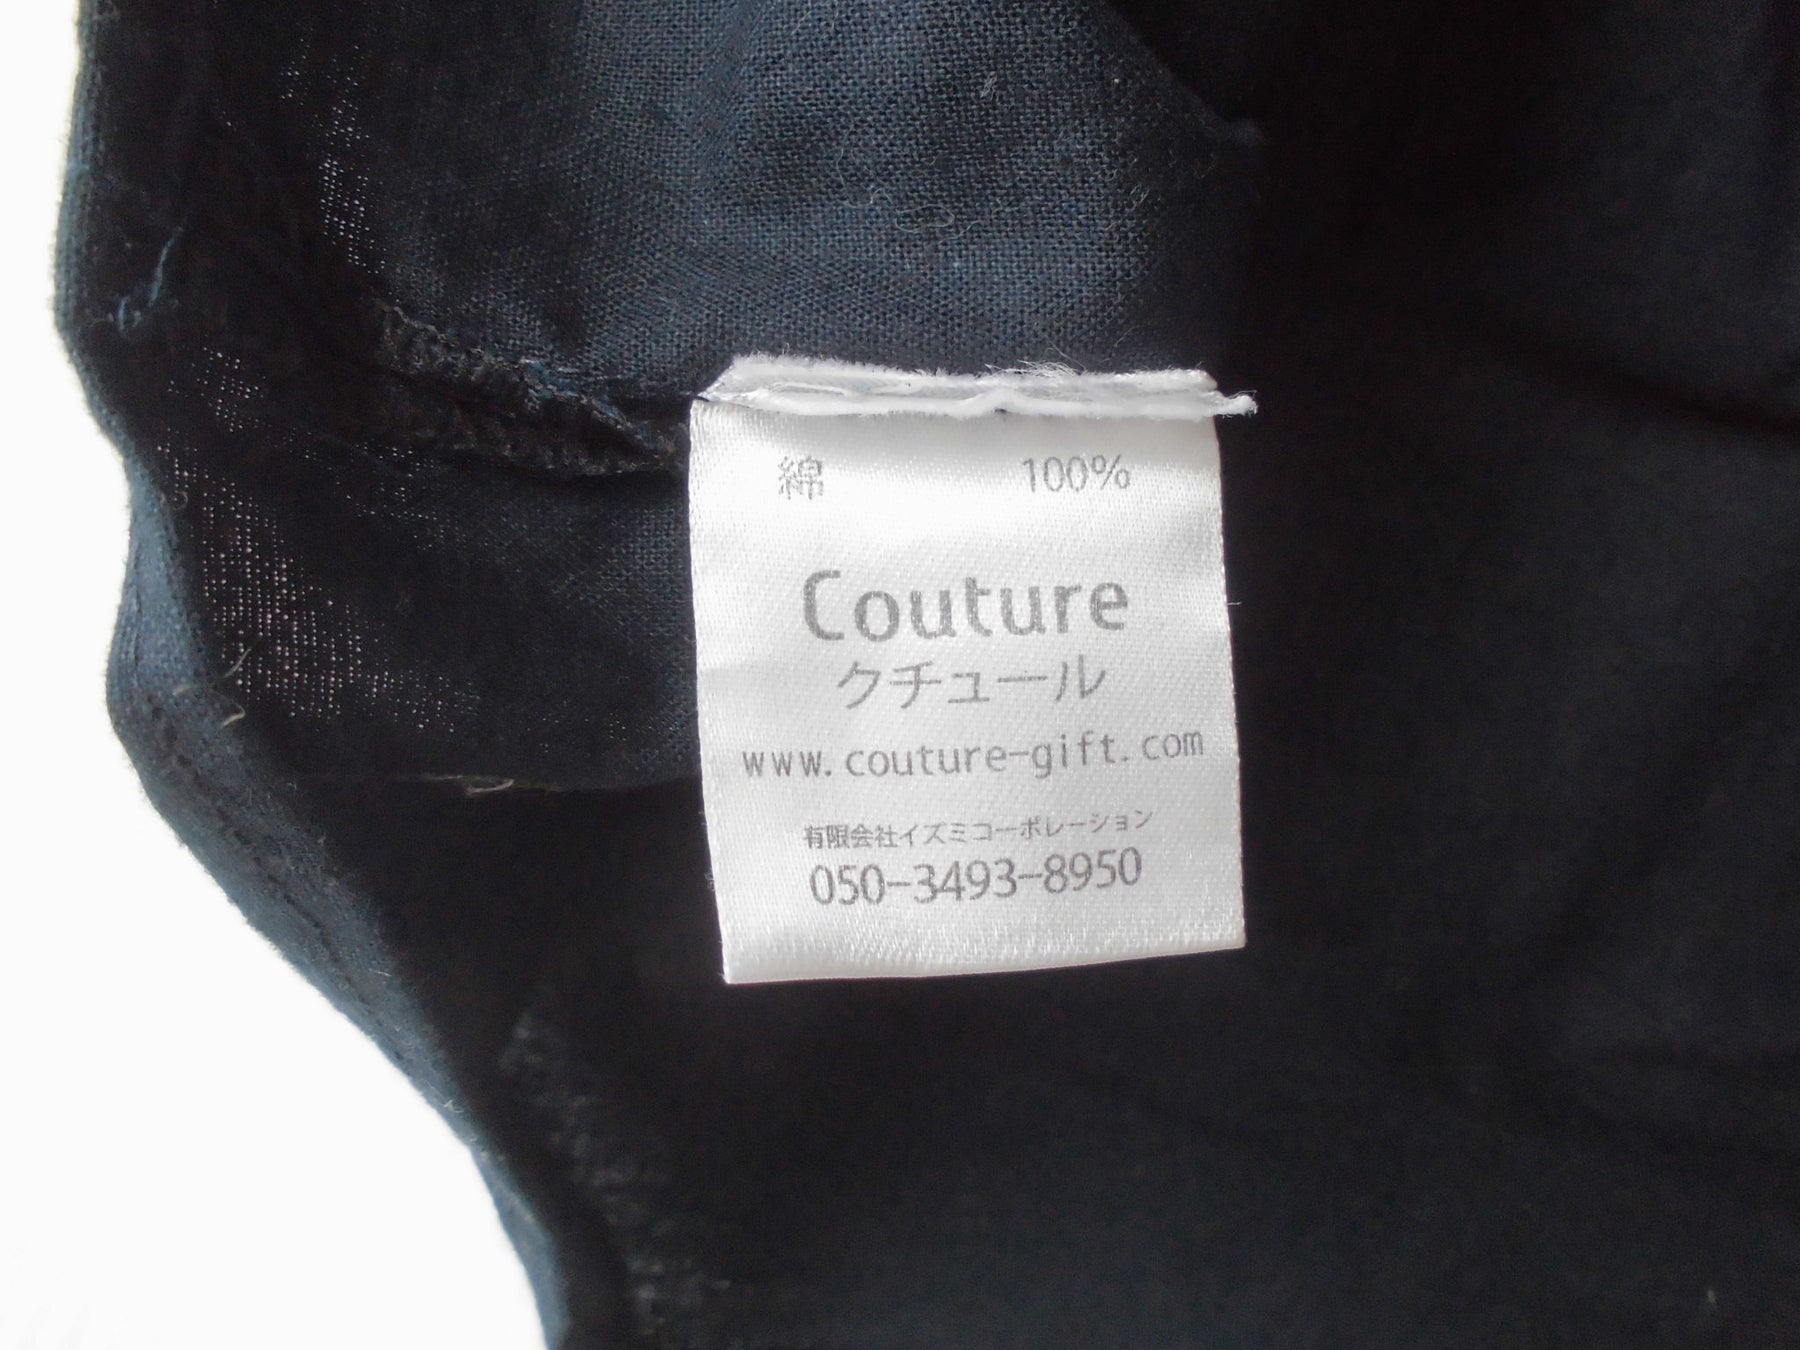 綿 100%
Couture
クチュール
www.couture-gift.com
有限会社イズミコーポレーション
050-3493-8950